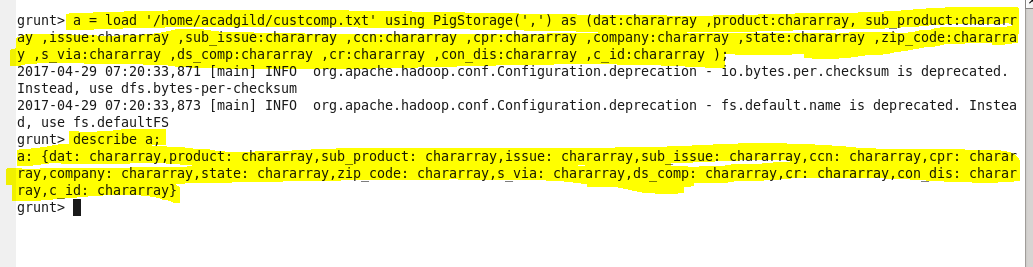 grunt> a = load '/home/acadgild/custcomp.txt' using PigStorage(',') as (dat:chararray ,product:chararray, sub_product:chararr
ay ,issue:chararray ,sub_issue:chararray ,ccn:chararray ,cpr:chararray ,company:chararray ,state:chararray ,zip_code:chararra
y ,s_via:chararray ,ds_comp:chararray ,cr:chararray ,con_dis:chararray ,c_id:chararray );
2017-04-29 07:20:33,871 [main] INFO  org.apache.hadoop.conf.Configuration.deprecation - io.bytes.per.checksum is deprecated.
Instead, use dfs.bytes-per-checksum
2017-04-29 07:20:33,873 [main] INFO  org.apache.hadoop.conf.Configuration.deprecation - fs.default.name is deprecated. Instea
d, use fs.defaultFS
grunt> describe a;
a: {dat: chararray,product: chararray,sub_product: chararray,issue: chararray,sub_issue: chararray,ccn: chararray,cpr: charar
ray,company: chararray,state: chararray,zip_code: chararray,s_via: chararray,ds_comp: chararray,cr: chararray,con_dis: charar
ray,c_id: chararray}
grunt>